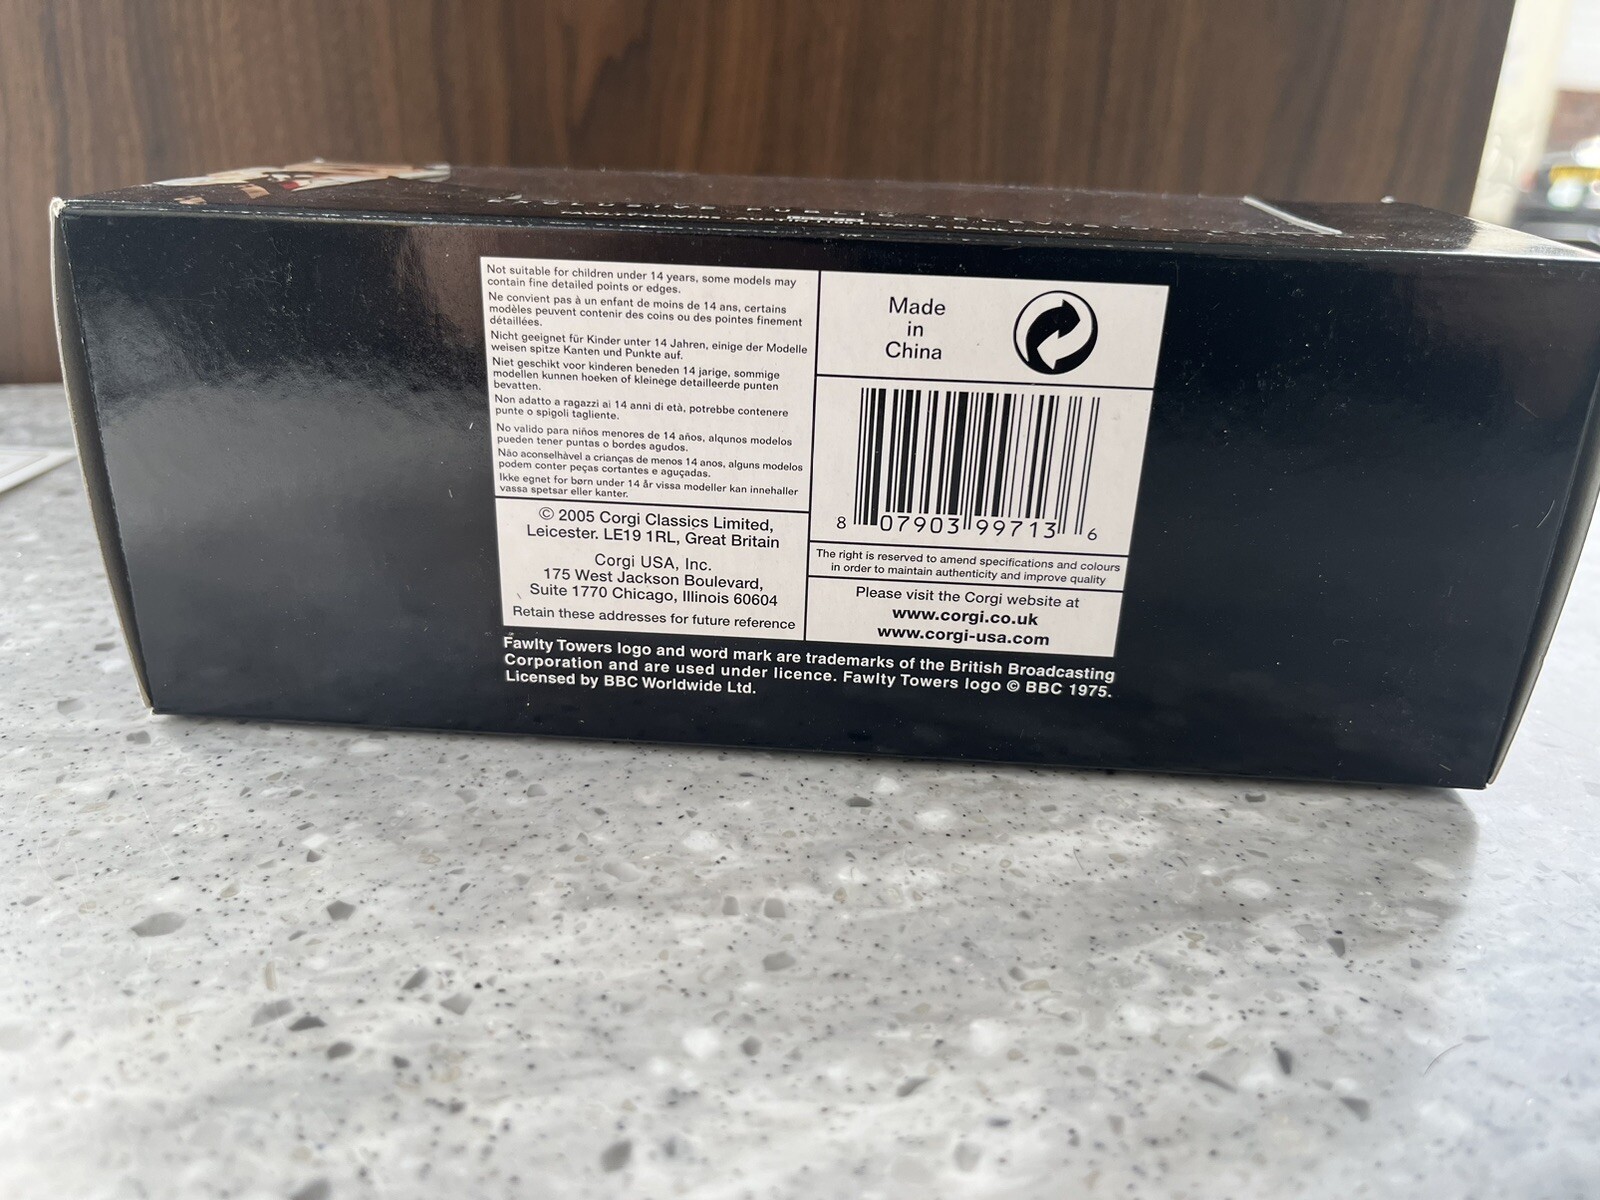 Not suitable for children under 14 years, some models may
contain fine detailed points or edges.
Ne convient pas à un enfant de moins de 14 ans, certains
modèles peuvent contenir des coins ou des pointes finement
détaillées.
Nicht geeignet für Kinder unter 14 Jahren, einige der Modelle
weisen spitze Kanten und Punkte auf.
Niet geschikt voor kinderen beneden 14 jarige, sommige
modellen kunnen hoeken of kleinege detailleerde punten
bevatten.
Non adatto a ragazzi ai 14 anni di età, potrebbe contenere
punte o spigoli tagliente.
No valido para niños menores de 14 años, alqunos modelos
pueden tener puntas o bordes agudos.
Não aconselhàvel a crianças de menos 14 anos, alguns modelos
podem conter peças cortantes e aguçadas.
Ikke egnet for børn under 14 år vissa modeller kan innehaller
vassa spetsar eller kanter.
© 2005 Corgi Classics Limited,
Leicester. LE19 1RL, Great Britain
Corgi USA, Inc.
175 West Jackson Boulevard,
Suite 1770 Chicago, Illinois 60604
Retain these addresses for future reference
Made
in
China
8 07903 99713 6
The right is reserved to amend specifications and colours
in order to maintain authenticity and improve quality
Please visit the Corgi website at
www.corgi.co.uk
www.corgi-usa.com
Fawlty Towers logo and word mark are trademarks of the British Broadcasting
Corporation and are used under licence. Fawlty Towers logo © BBC 1975.
Licensed by BBC Worldwide Ltd.